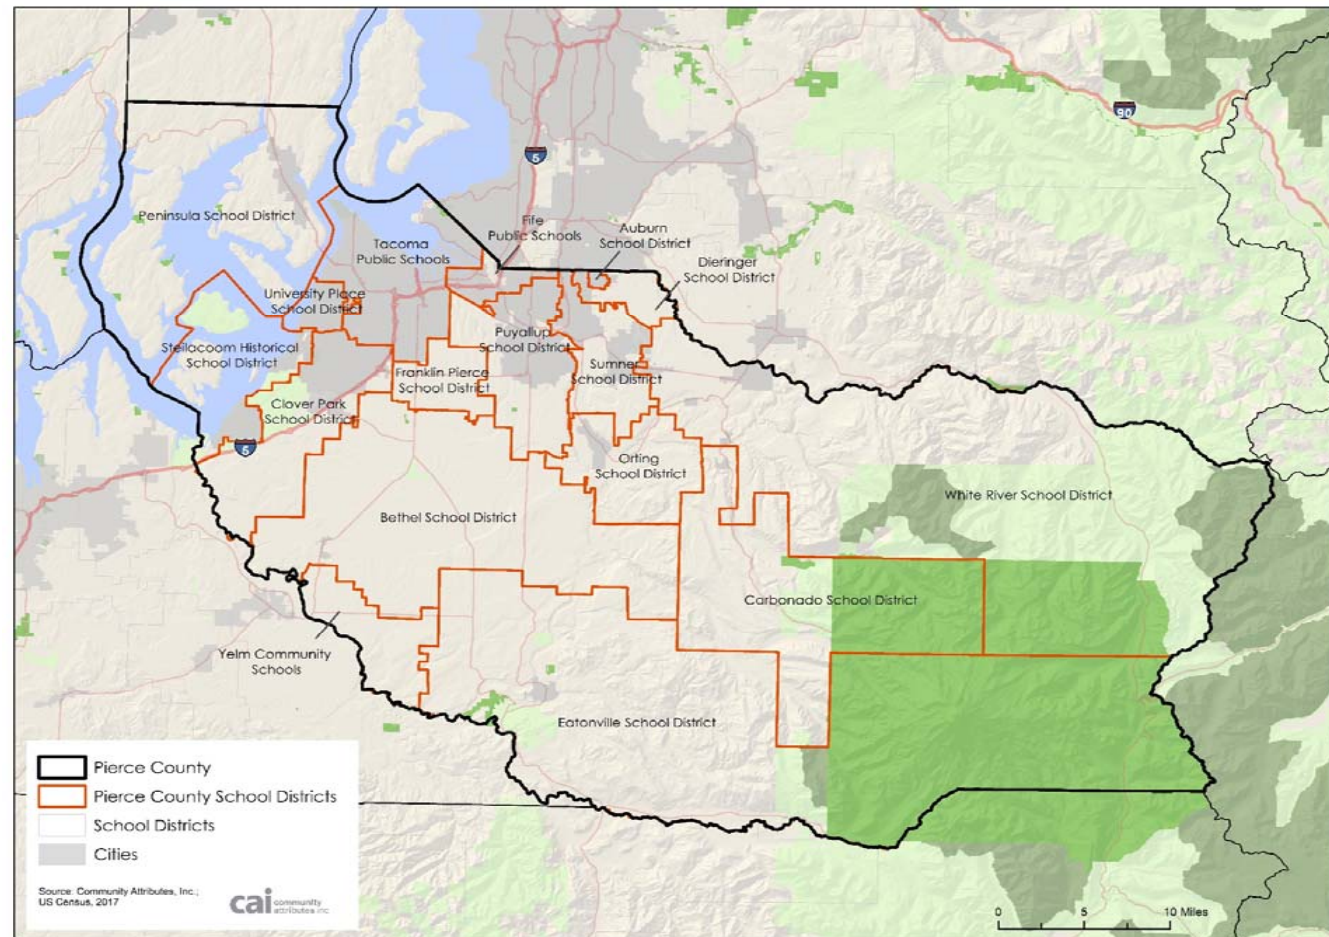 90
5
Peninsula School District
Fife
Public Schools
Auburn
School District
Tacoma
Public Schools
Dieringer
School District
University Place
School District
Puyallup
School District
Steilacoom Historical
School District
Sumner
School District
Franklin Pierce
School District
Clover Park
School District
5
Orting
School District
White River School District
Bethel School District
Carbonado School District
Yelm Community
Schools
Eatonville School District
Pierce County
Pierce County School Districts
School Districts
Cities
Source: Community Attributes, Inc.;
US Census, 2017
cai community
attributes inc
0 5 10 Miles